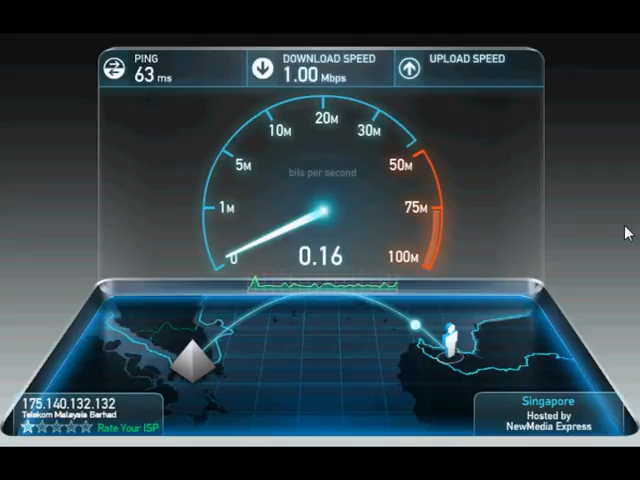 PING
63 ms
DOWNLOAD SPEED
1.00 Mbps
UPLOAD SPEED
20M
10M
30M
5M
50M
bits per second
1M
75M
0
0.16
100M
175.140.132.132
Telekom Malaysia Berhad
Rate Your ISP
Singapore
Hosted by
NewMedia Express